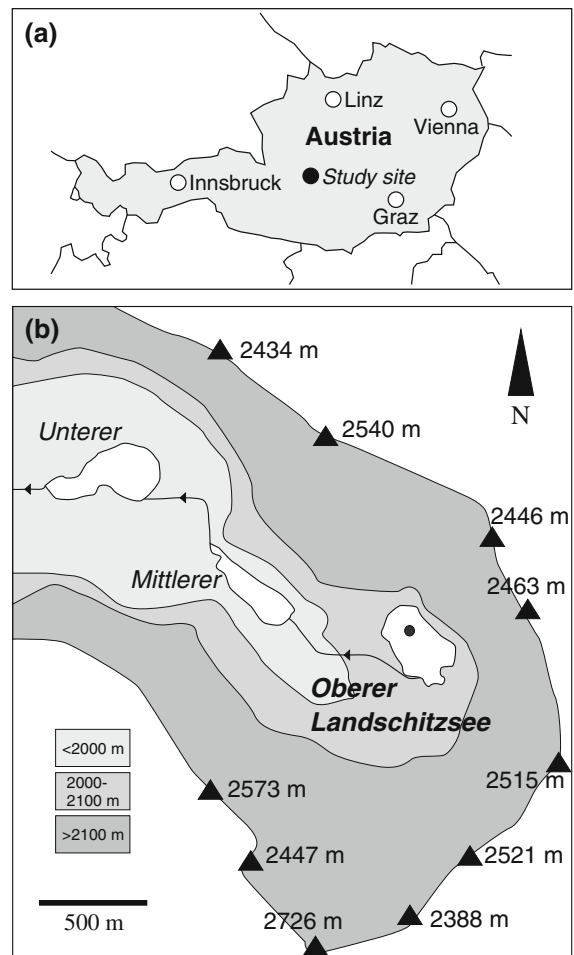 (a)
Linz
Vienna
Austria
Innsbruck
Study site
Graz
(b)
2434 m
N
2540 m
Unterer
2446 m
Mittlerer
2463 m
Oberer
Landschitzsee
<2000 m
2000-
2100 m
>2100 m
2515 m
2573 m
2521 m
2447 m
500 m
2726 m
2388 m